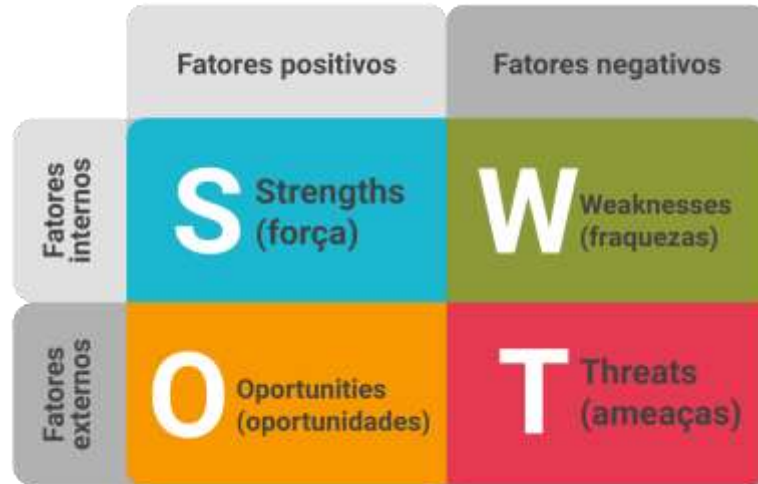 Fatores positivos
Fatores negativos
Fatores
internos
S
Strengths
(força)
W
Weaknesses
(fraquezas)
Fatores
externos
O
Oportunities
(oportunidades)
T
Threats
(ameaças)